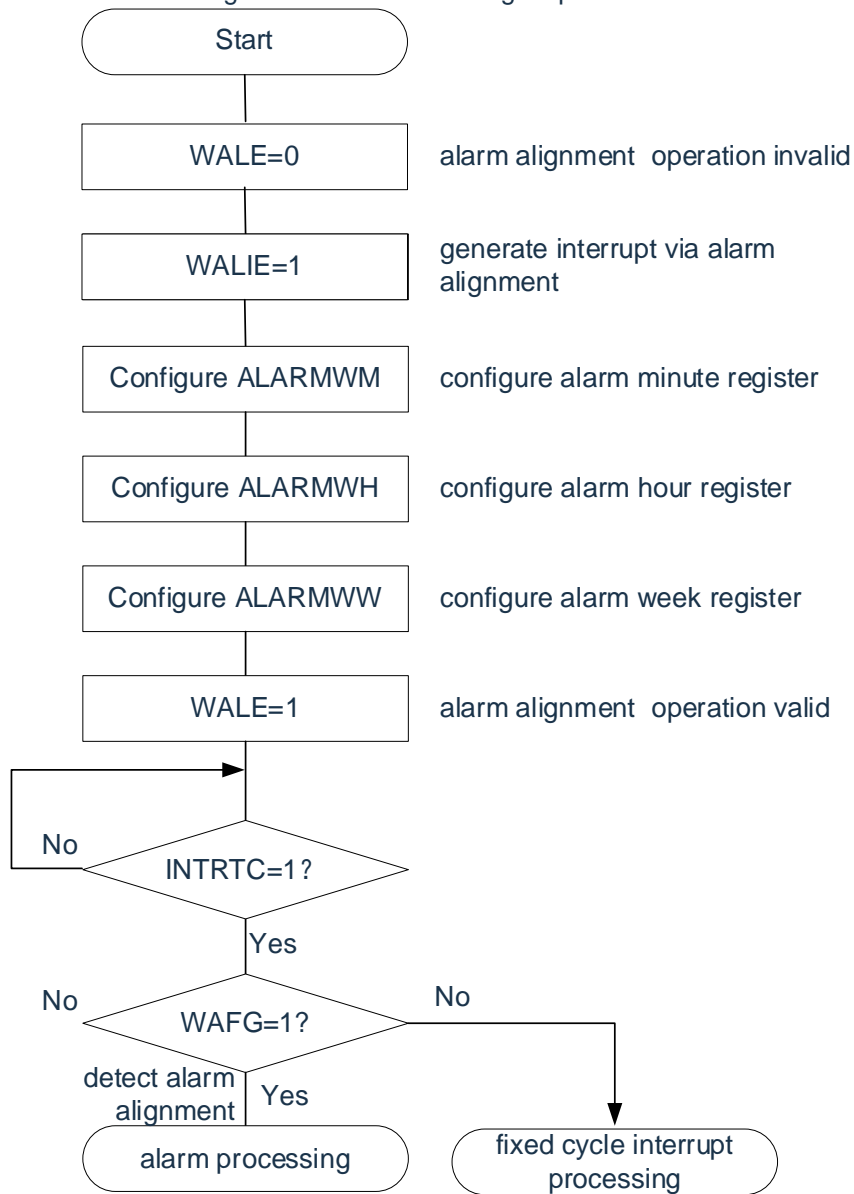 Start
WALE=0
alarm alignment operation invalid
WALIE=1
generate interrupt via alarm
alignment
Configure ALARMWM
configure alarm minute register
Configure ALARMWH
configure alarm hour register
Configure ALARMWW
configure alarm week register
WALE=1
alarm alignment operation valid
No
INTRTC=1?
Yes
No
WAFG=1?
No
detect alarm
alignment
Yes
alarm processing
fixed cycle interrupt
processing